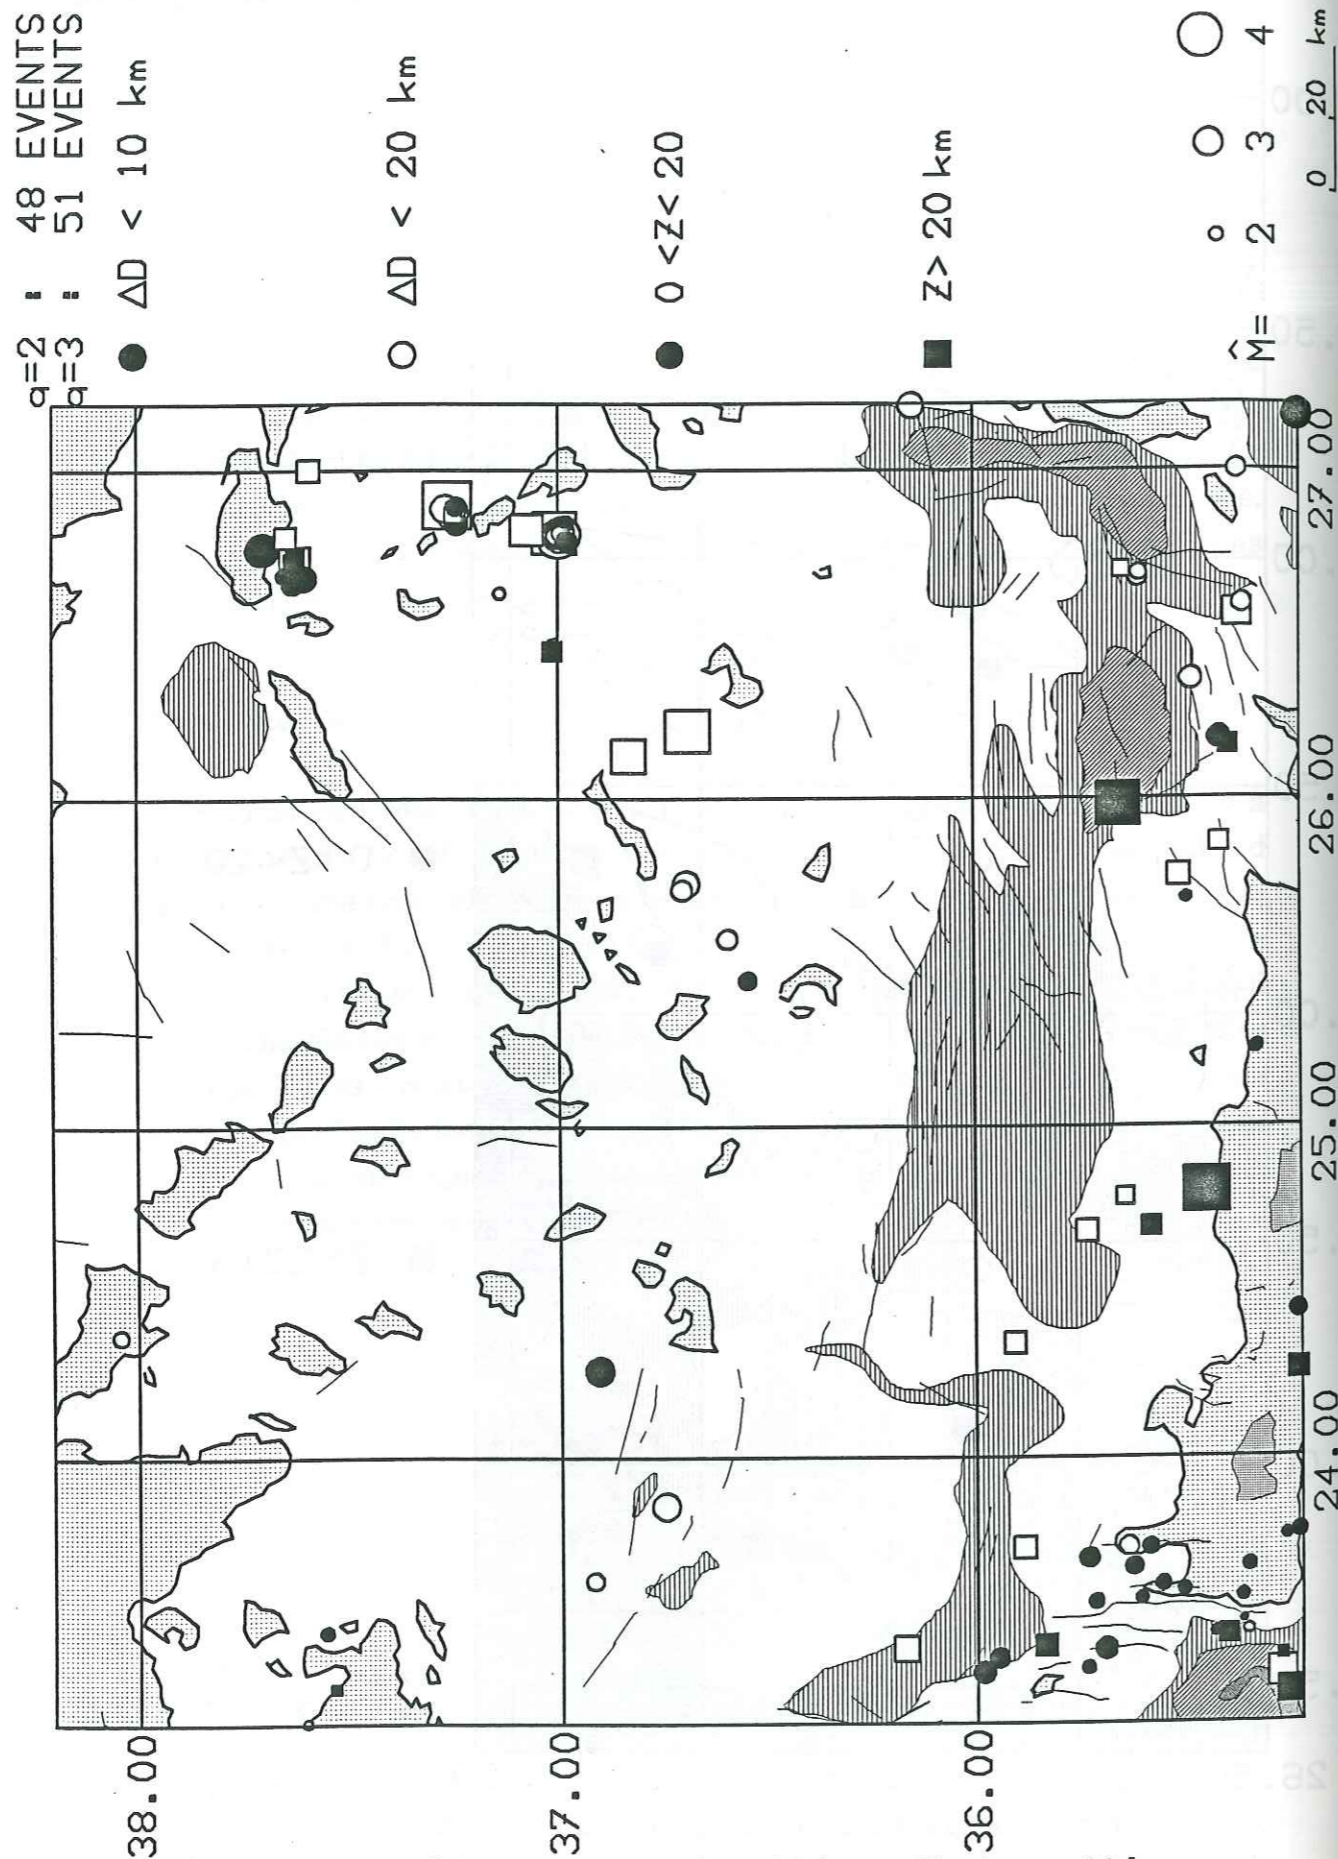 q=2 : 48 EVENTS
q=3 : 51 EVENTS
● ΔD < 10 km
○ ΔD < 20 km
● 0 <Z< 20
■ Z> 20 km
M̂= 2 3 4
0 20 km
38.00
37.00
36.00
24.00 25.00 26.00 27.00